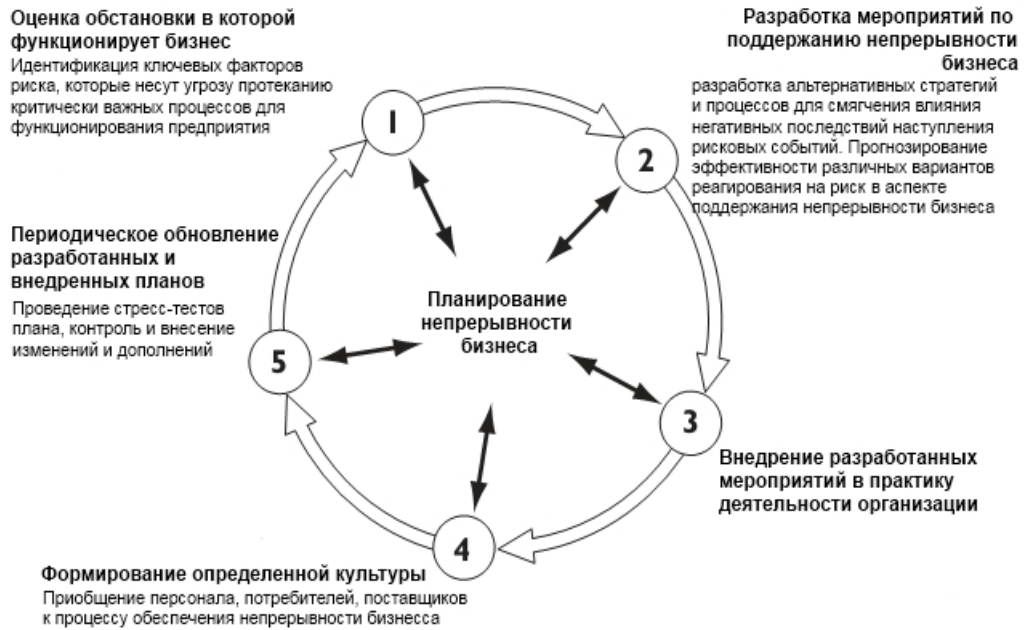 Оценка обстановки в которой
функционирует бизнес
Идентификация ключевых факторов
риска, которые несут угрозу протеканию
критически важных процессов для
функционирования предприятия
1
Разработка мероприятий по
поддержанию непрерывности
бизнеса
разработка альтернативных стратегий
и процессов для смягчения влияния
негативных последствий наступления
рисковых событий. Прогнозирование
эффективности различных вариантов
реагирования на риск в аспекте
поддержания непрерывности бизнеса
2
Планирование
непрерывности
бизнеса
3
Внедрение разработанных
мероприятий в практику
деятельности организации
4
Формирование определенной культуры
Приобщение персонала, потребителей, поставщиков
к процессу обеспечения непрерывности бизнесса
Периодическое обновление
разработанных и
внедренных планов
Проведение стресс-тестов
плана, контроль и внесение
изменений и дополнений
5